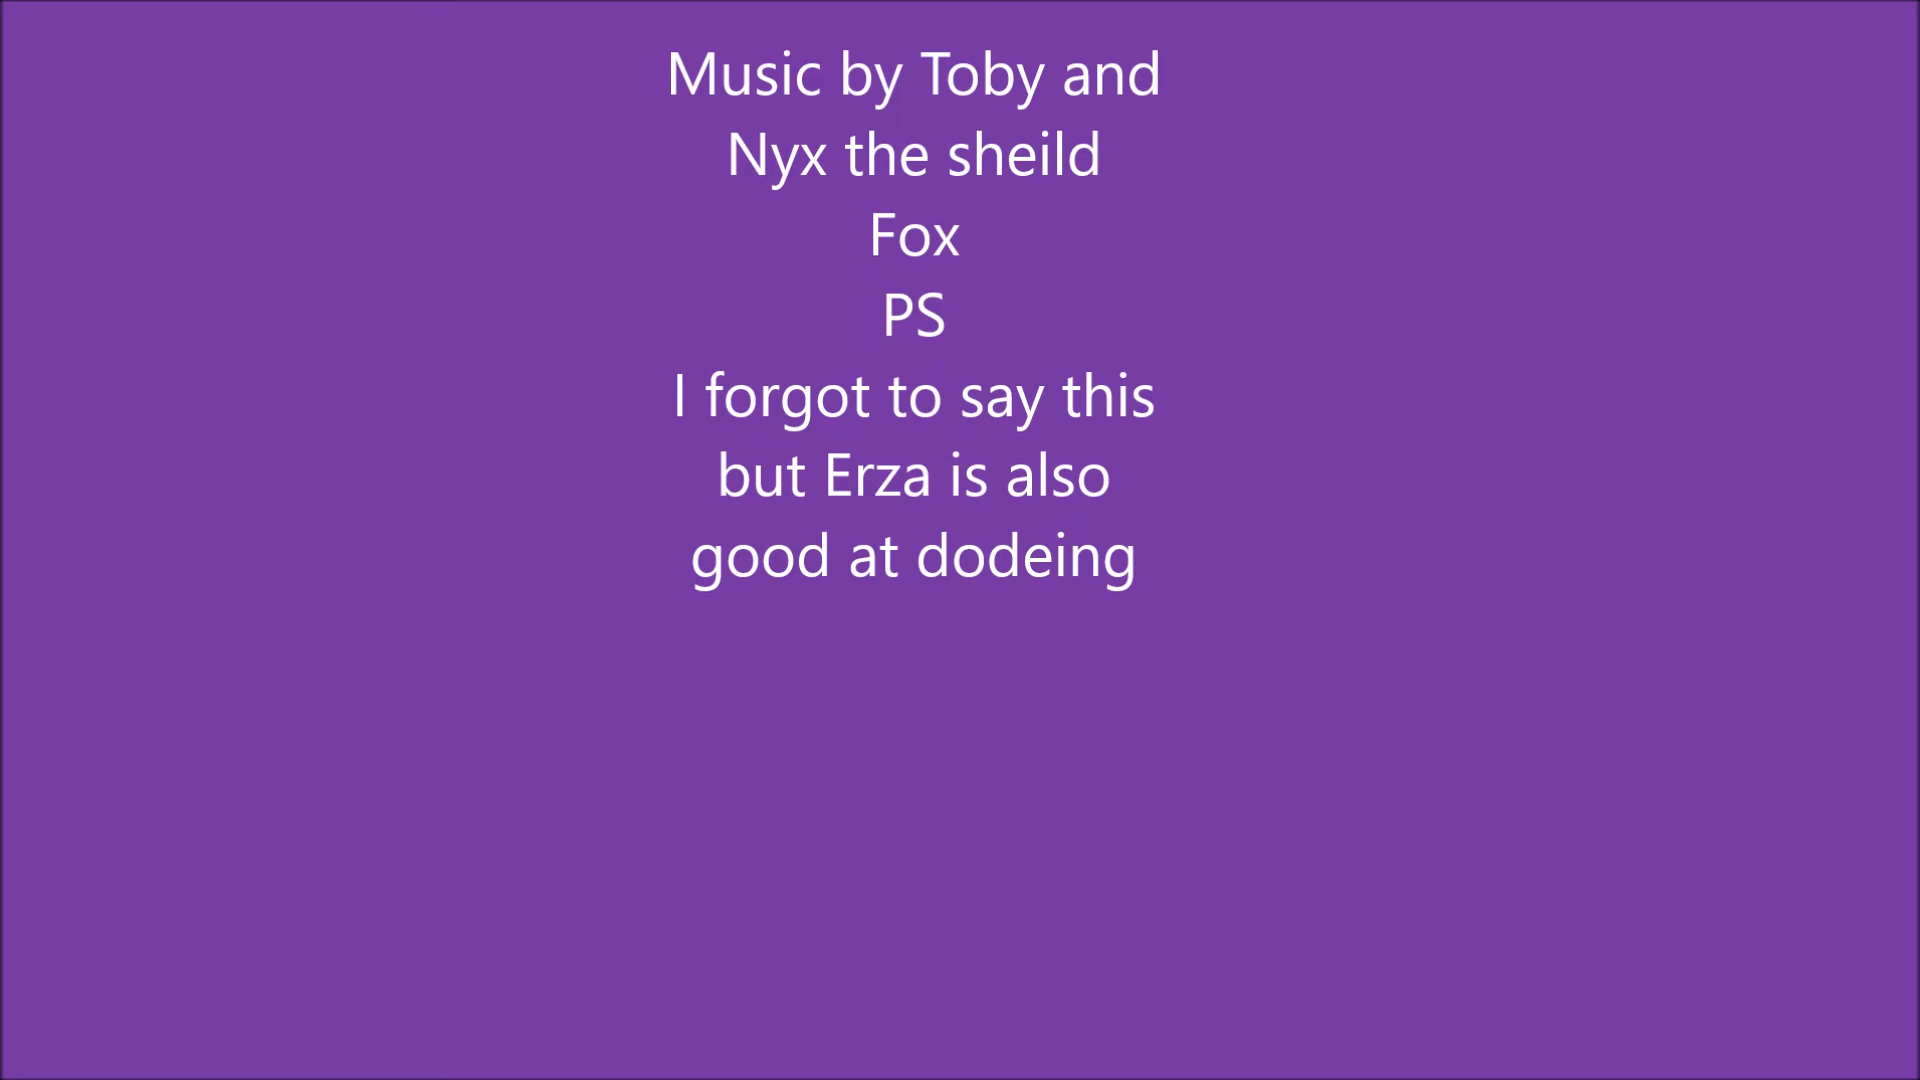 Music by Toby and
Nyx the sheild
Fox
PS
I forgot to say this
but Erza is also
good at dodeing